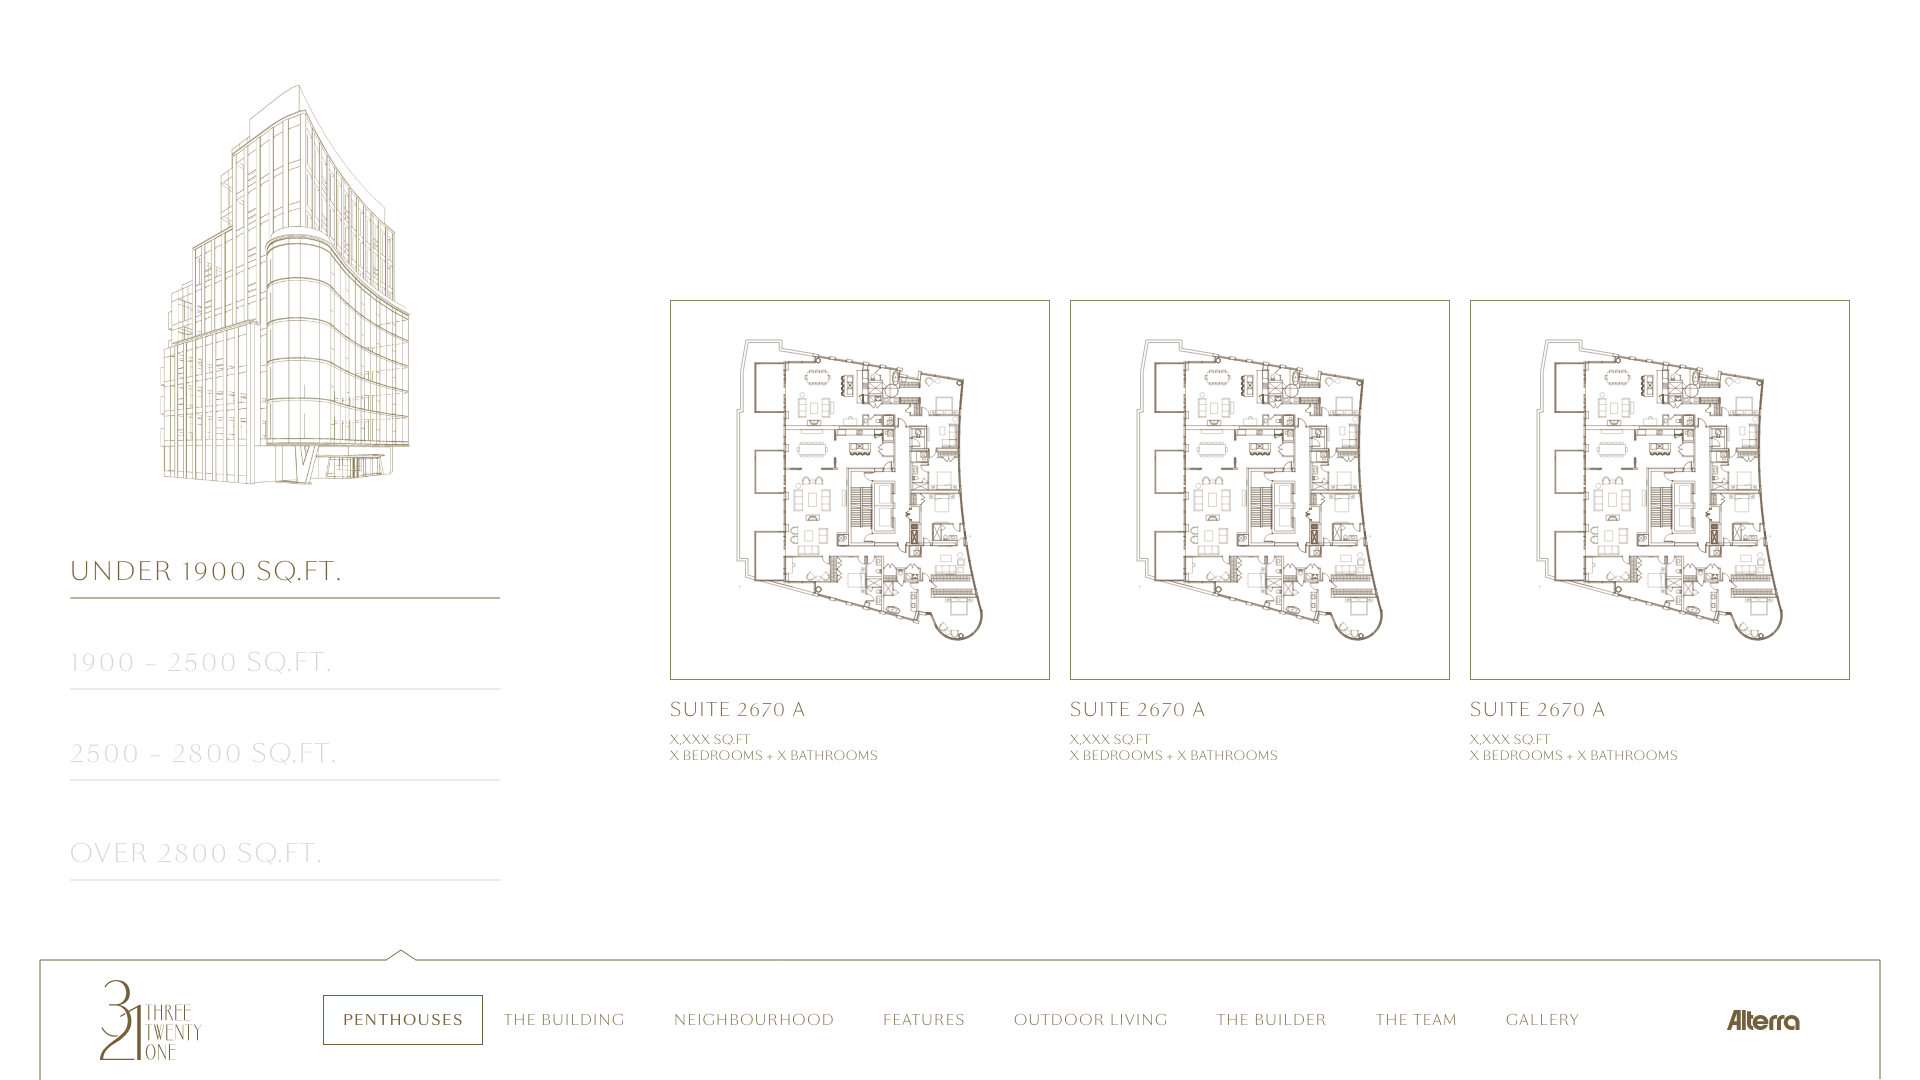 UNDER 1900 SQ.FT.
1900 – 2500 SQ.FT.
2500 – 2800 SQ.FT.
OVER 2800 SQ.FT.
SUITE 2670 A
X,XXX SQ.FT
X BEDROOMS + X BATHROOMS
SUITE 2670 A
X,XXX SQ.FT
X BEDROOMS + X BATHROOMS
SUITE 2670 A
X,XXX SQ.FT
X BEDROOMS + X BATHROOMS
321
THREE
TWENTY
ONE
PENTHOUSES
THE BUILDING
NEIGHBOURHOOD
FEATURES
OUTDOOR LIVING
THE BUILDER
THE TEAM
GALLERY
Alterra